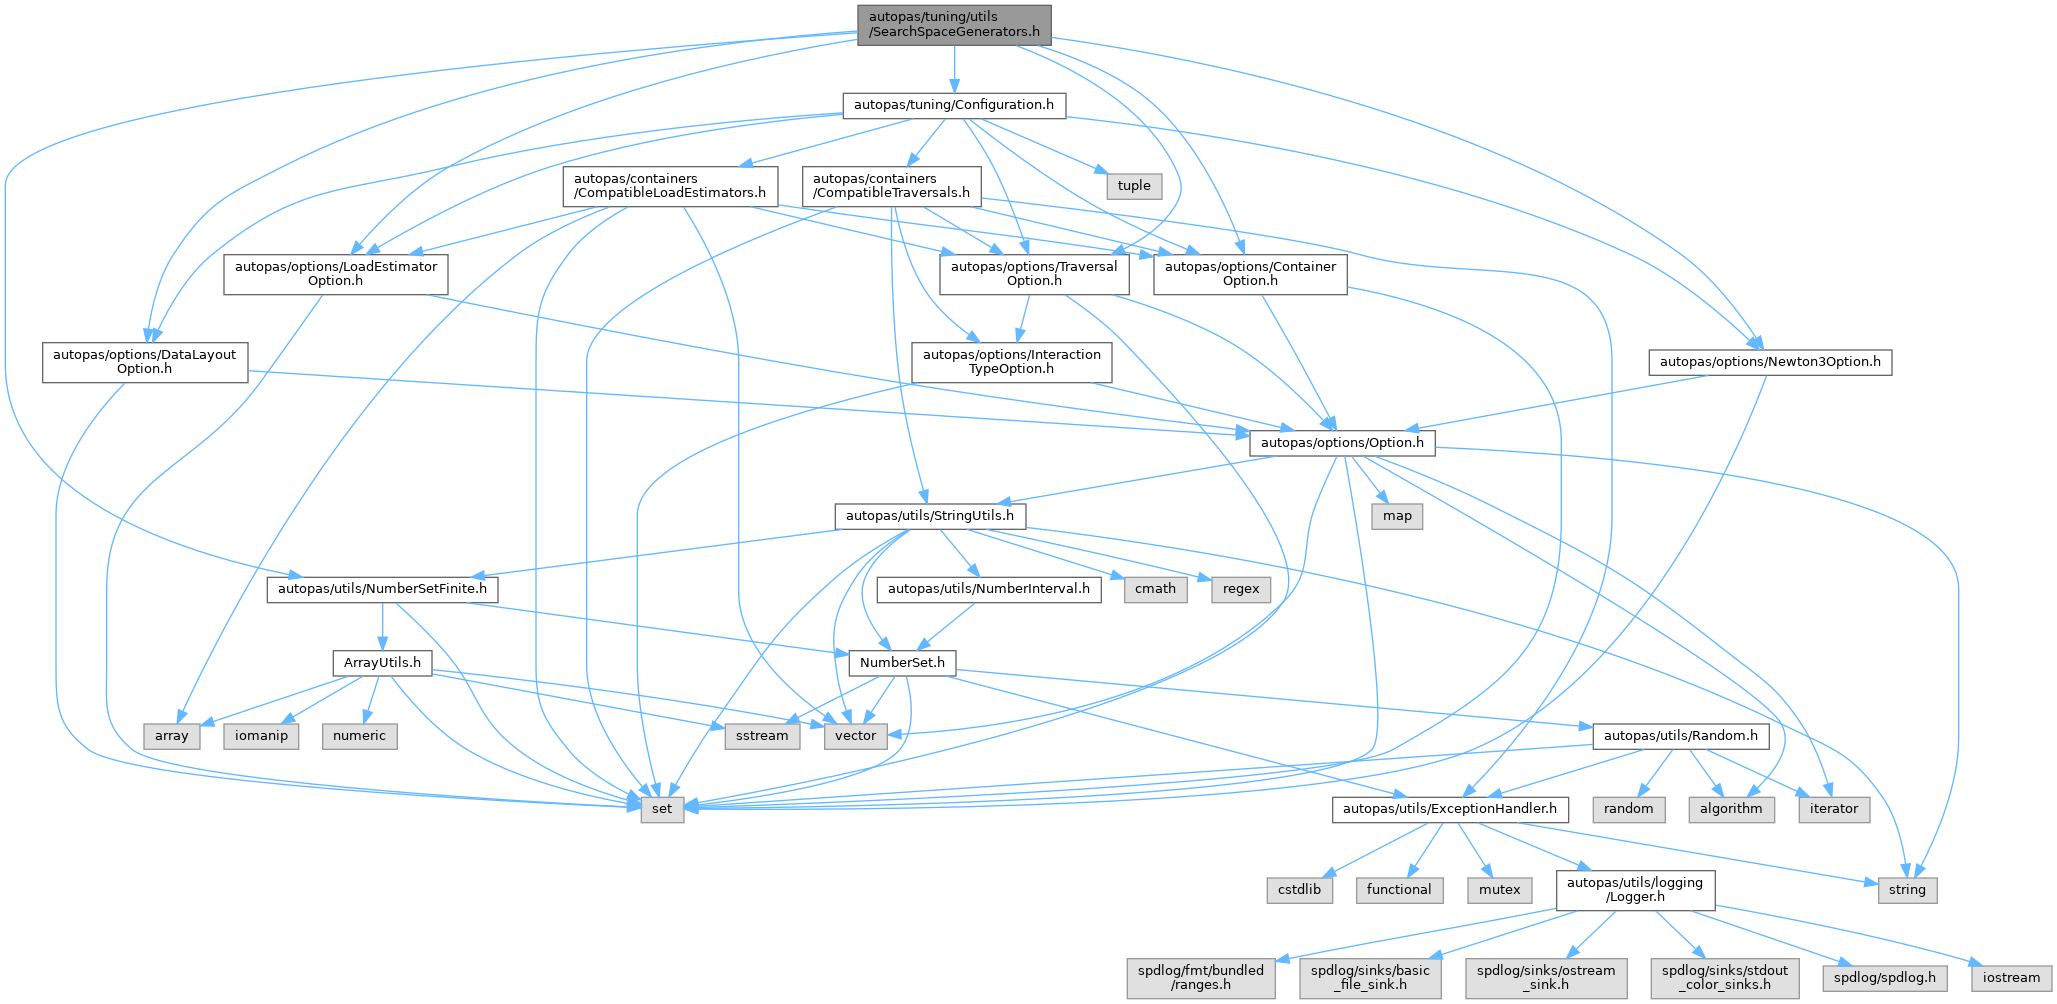 autopas/tuning/utils
/SearchSpaceGenerators.h
autopas/tuning/Configuration.h
autopas/containers
/CompatibleLoadEstimators.h
autopas/containers
/CompatibleTraversals.h
tuple
autopas/options/LoadEstimator
Option.h
autopas/options/Traversal
Option.h
autopas/options/Container
Option.h
autopas/options/DataLayout
Option.h
autopas/options/Interaction
TypeOption.h
autopas/options/Newton3Option.h
autopas/options/Option.h
autopas/utils/StringUtils.h
map
autopas/utils/NumberSetFinite.h
autopas/utils/NumberInterval.h
cmath
regex
ArrayUtils.h
NumberSet.h
array
iomanip
numeric
sstream
vector
autopas/utils/Random.h
set
autopas/utils/ExceptionHandler.h
random
algorithm
iterator
cstdlib
functional
mutex
autopas/utils/logging
/Logger.h
string
spdlog/fmt/bundled
/ranges.h
spdlog/sinks/basic
_file_sink.h
spdlog/sinks/ostream
_sink.h
spdlog/sinks/stdout
_color_sinks.h
spdlog/spdlog.h
iostream